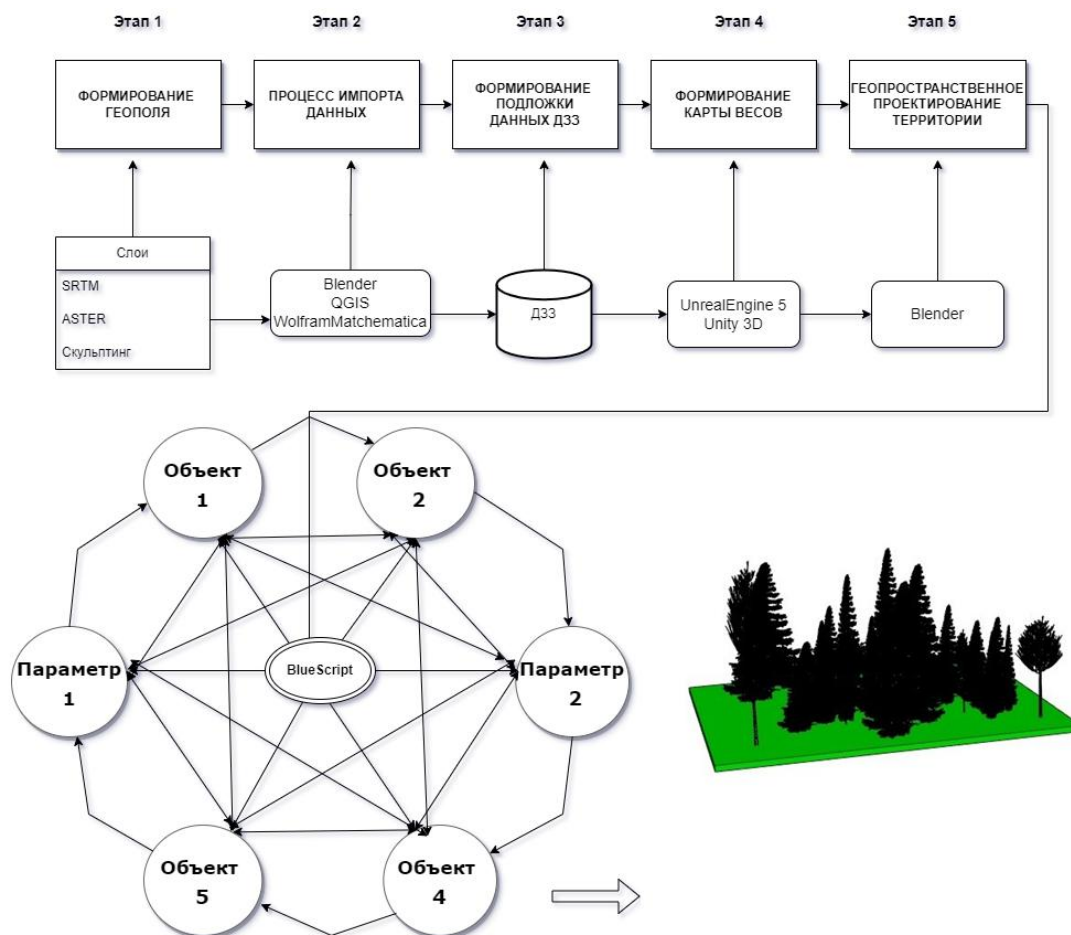 Этап 1
Этап 2
Этап 3
Этап 4
Этап 5
ФОРМИРОВАНИЕ
ГЕОПОЛЯ
ПРОЦЕСС ИМПОРТА
ДАННЫХ
ФОРМИРОВАНИЕ
ПОДЛОЖКИ
ДАННЫХ ДЗЗ
ФОРМИРОВАНИЕ
КАРТЫ ВЕСОВ
ГЕОПРОСТРАНСТВЕННОЕ
ПРОЕКТИРОВАНИЕ
ТЕРРИТОРИИ
Слои
SRTM
ASTER
Скульптинг
Blender
QGIS
WolframMatchematica
ДЗЗ
UnrealEngine 5
Unity 3D
Blender
Объект
1
Объект
2
Параметр
1
BlueScript
Параметр
2
Объект
5
Объект
4